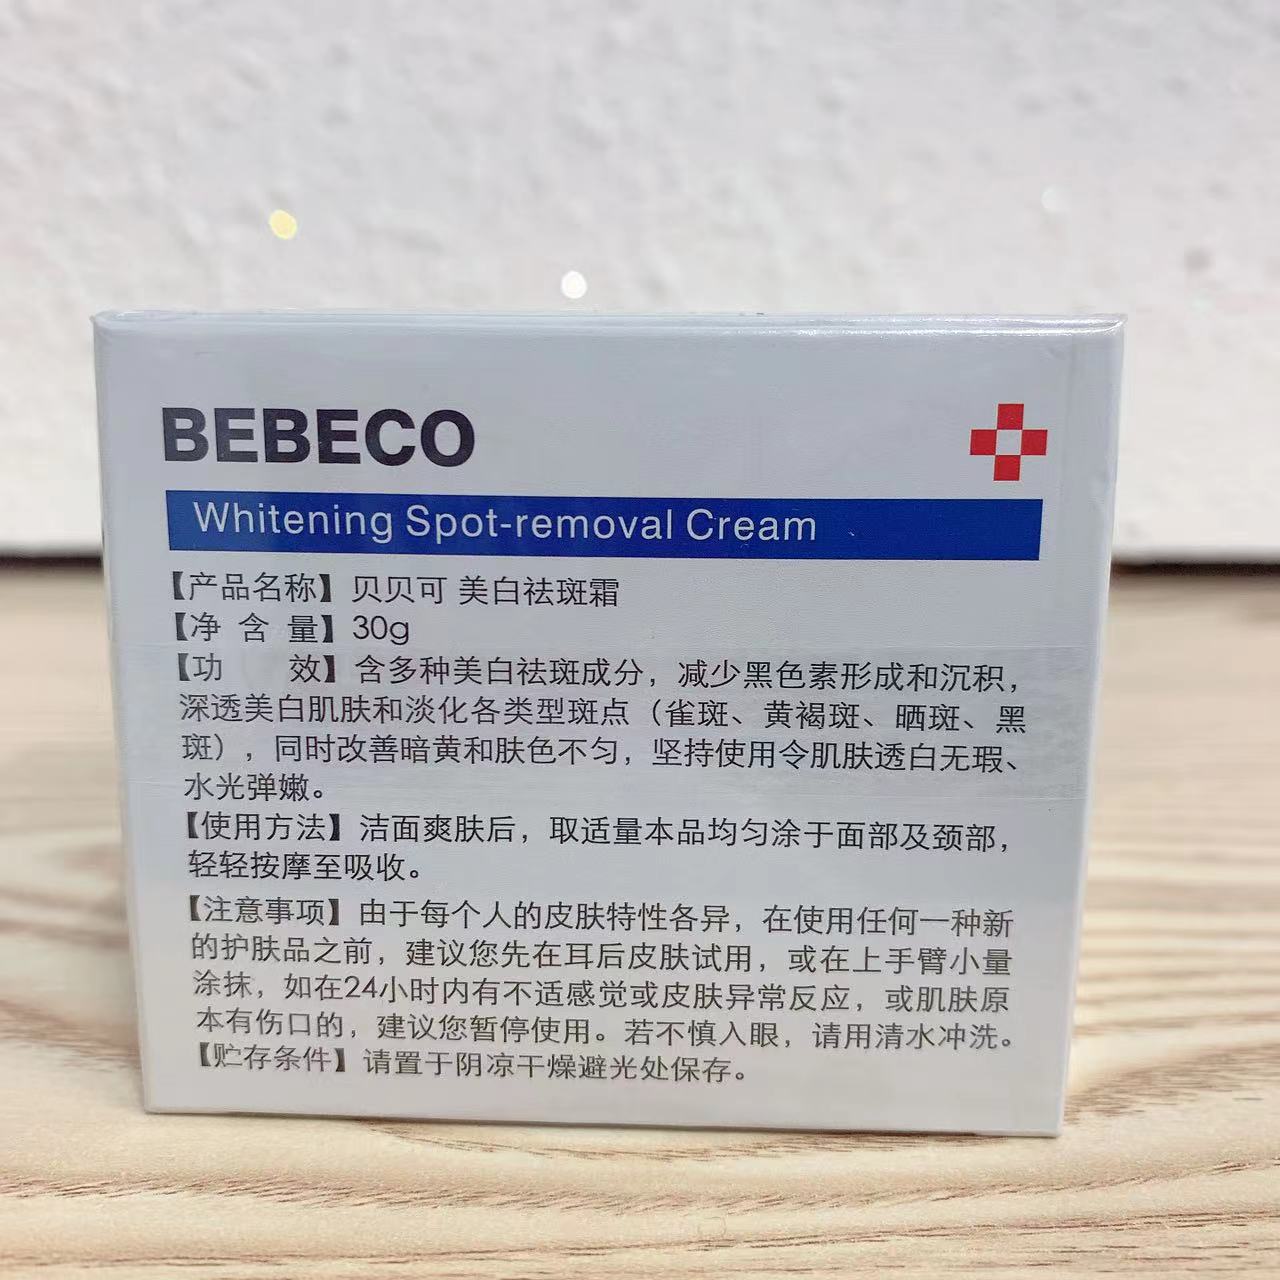 BEBECO
Whitening Spot-removal Cream
【产品名称】贝贝可 美白祛斑霜
【净 含 量】30g
【功 效】含多种美白祛斑成分，减少黑色素形成和沉积，
深透美白肌肤和淡化各类型斑点（雀斑、黄褐斑、晒斑、黑
斑），同时改善暗黄和肤色不匀，坚持使用令肌肤透白无瑕、
水光弹嫩。
【使用方法】洁面爽肤后，取适量本品均匀涂于面部及颈部，
轻轻按摩至吸收。
【注意事项】由于每个人的皮肤特性各异，在使用任何一种新
的护肤品之前，建议您先在耳后皮肤试用，或在上手臂小量
涂抹，如在24小时内有不适感觉或皮肤异常反应，或肌肤原
本有伤口的，建议您暂停使用。若不慎入眼，请用清水冲洗。
【贮存条件】请置于阴凉干燥避光处保存。